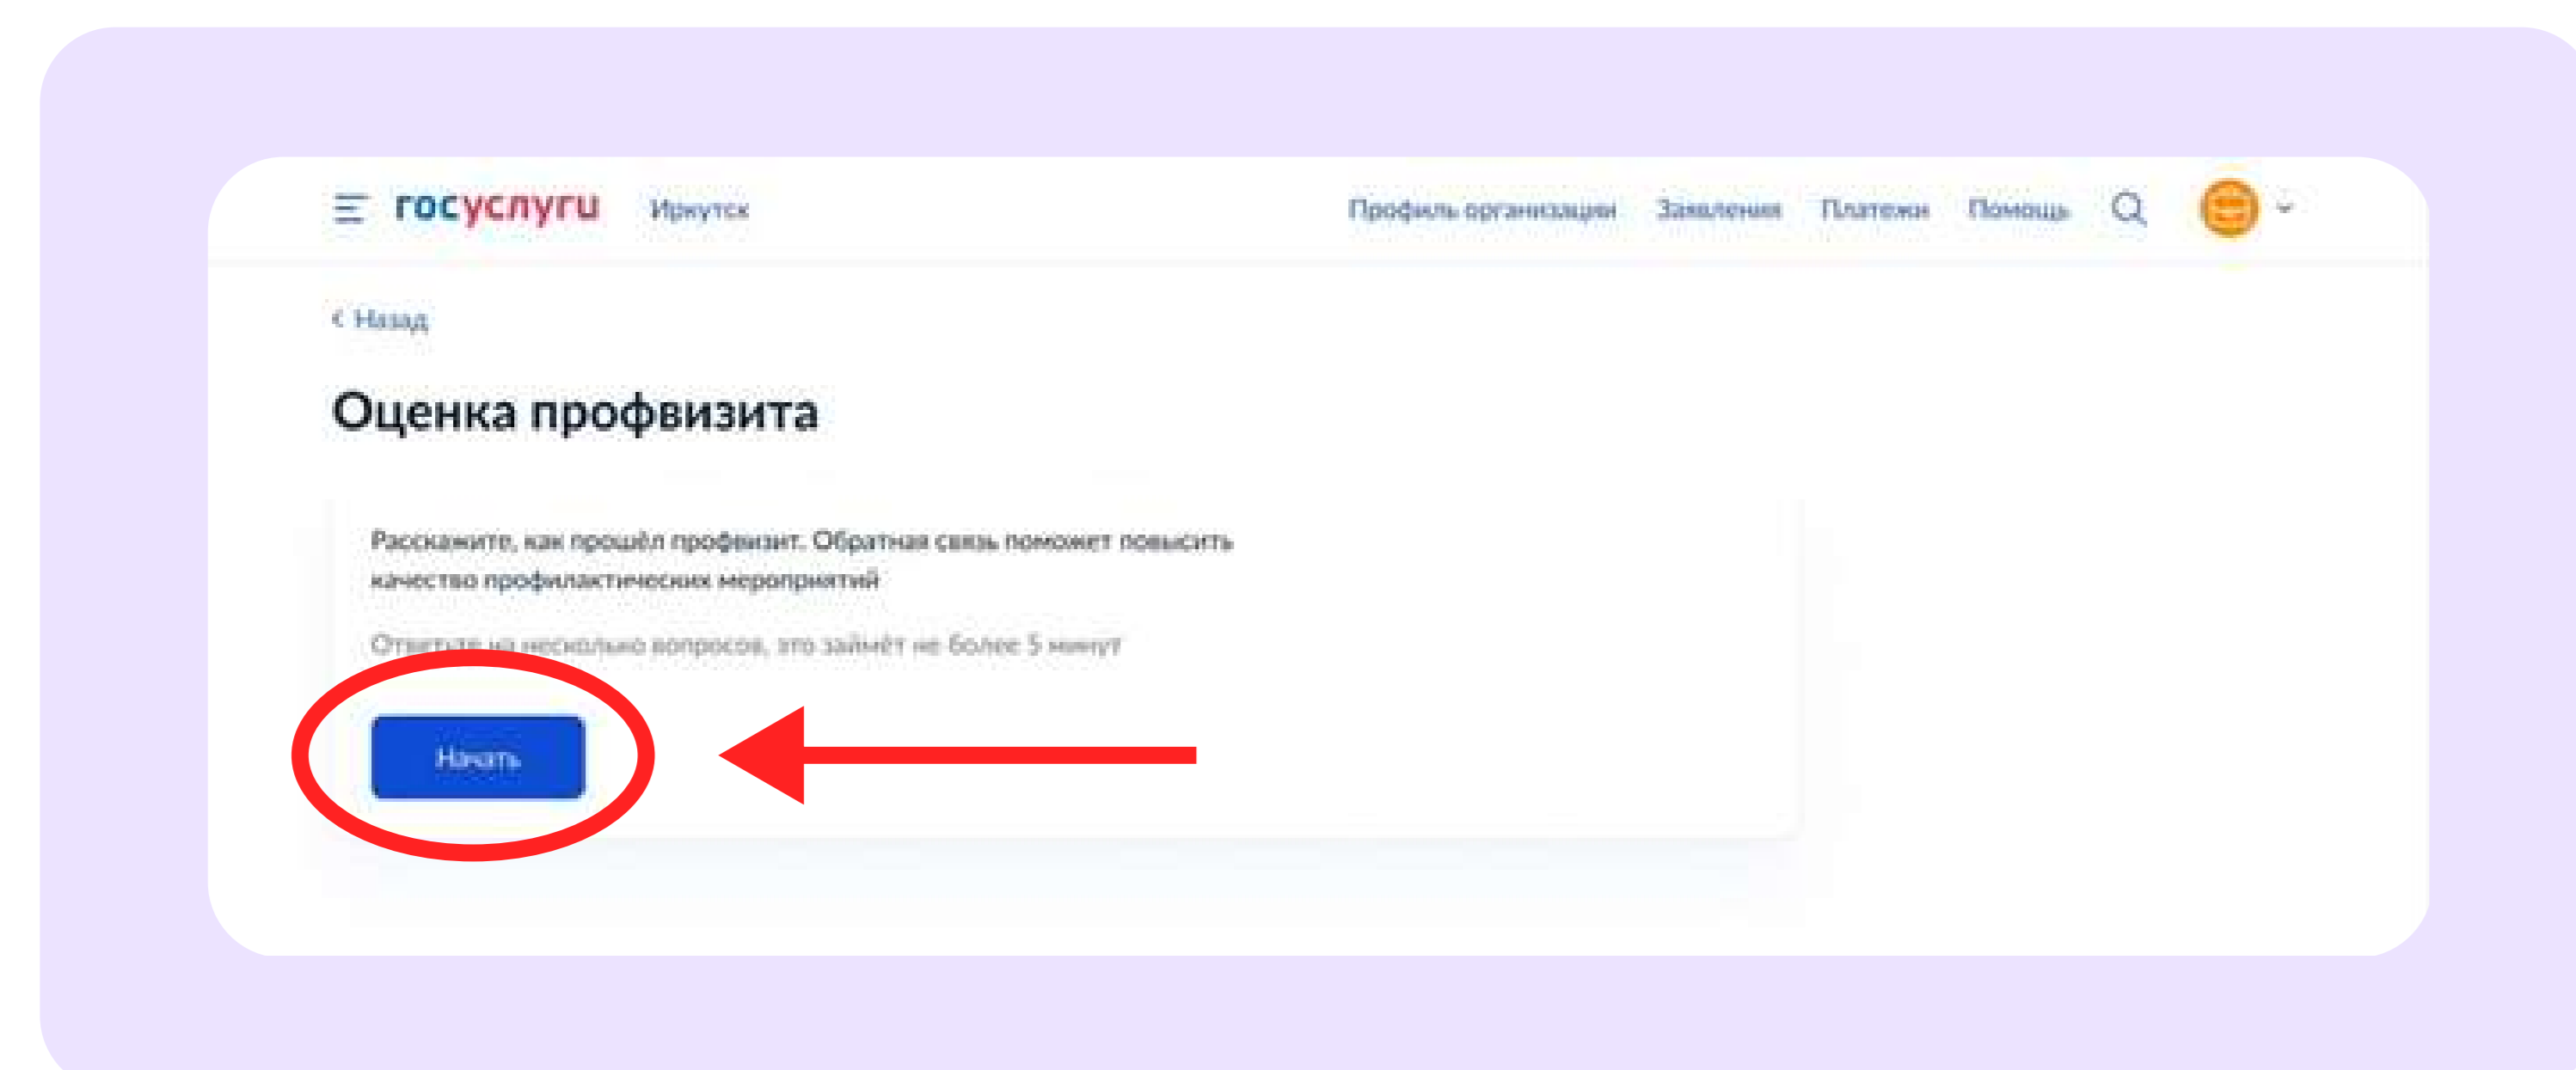 госуслуги Иркутск Профиль организации Заявления Платежи Помощь
< Назад
Оценка профвизита
Расскажите, как прошёл профвизит. Обратная связь поможет повысить
качество профилактических мероприятий
Ответьте на несколько вопросов, это займёт не более 5 минут
Начать